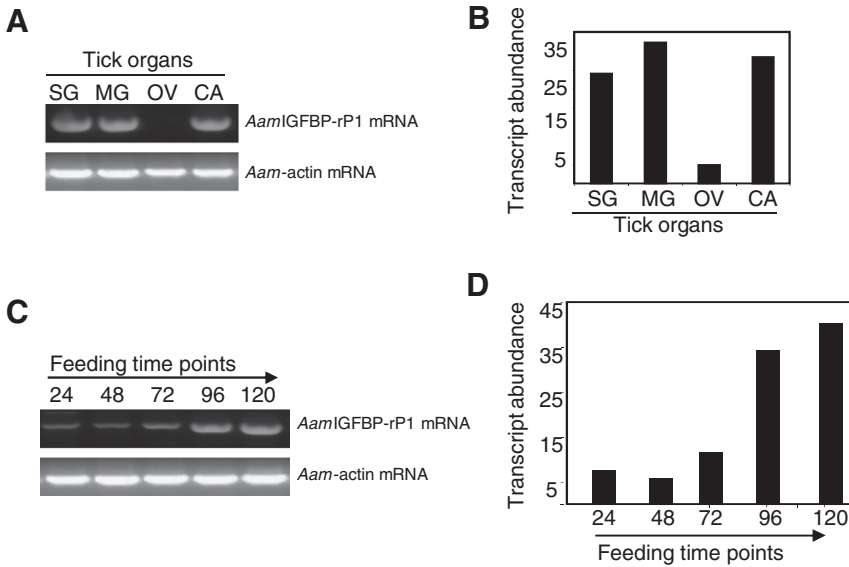 A
Tick organs
SG MG OV CA
AamIGFBP-rP1 mRNA
Aam-actin mRNA
B
Transcript abundance
35
25
15
5
SG MG OV CA
Tick organs
C
Feeding time points
24 48 72 96 120
AamIGFBP-rP1 mRNA
Aam-actin mRNA
D
Transcript abundance
45
35
25
15
5
24 48 72 96 120
Feeding time points